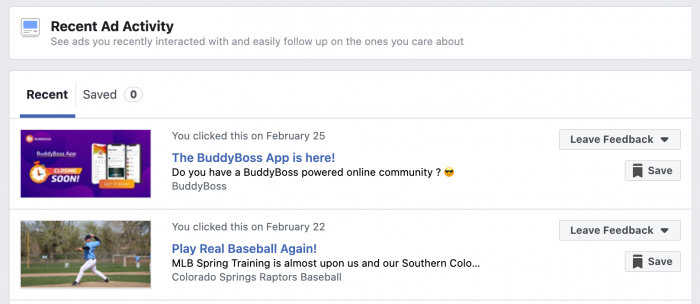 Recent Ad Activity
See ads you recently interacted with and easily follow up on the ones you care about
Recent
Saved 0
You clicked this on February 25
Leave Feedback
BuddyBoss App
CLOSING
SOON!
The BuddyBoss App is here!
Do you have a BuddyBoss powered online community ? 😎
Save
BuddyBoss
You clicked this on February 22
Leave Feedback
Play Real Baseball Again!
MLB Spring Training is almost upon us and our Southern Colo...
Save
Colorado Springs Raptors Baseball